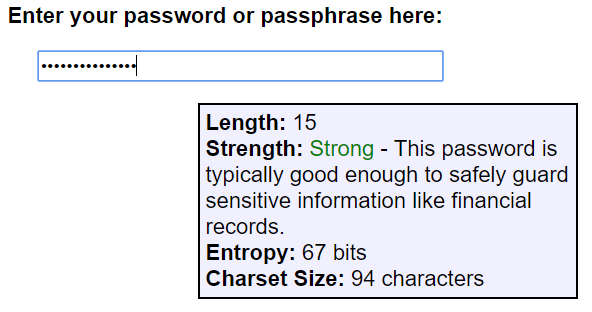 Enter your password or passphrase here:
•••••••••••••••
Length: 15
Strength: Strong - This password is
typically good enough to safely guard
sensitive information like financial
records.
Entropy: 67 bits
Charset Size: 94 characters